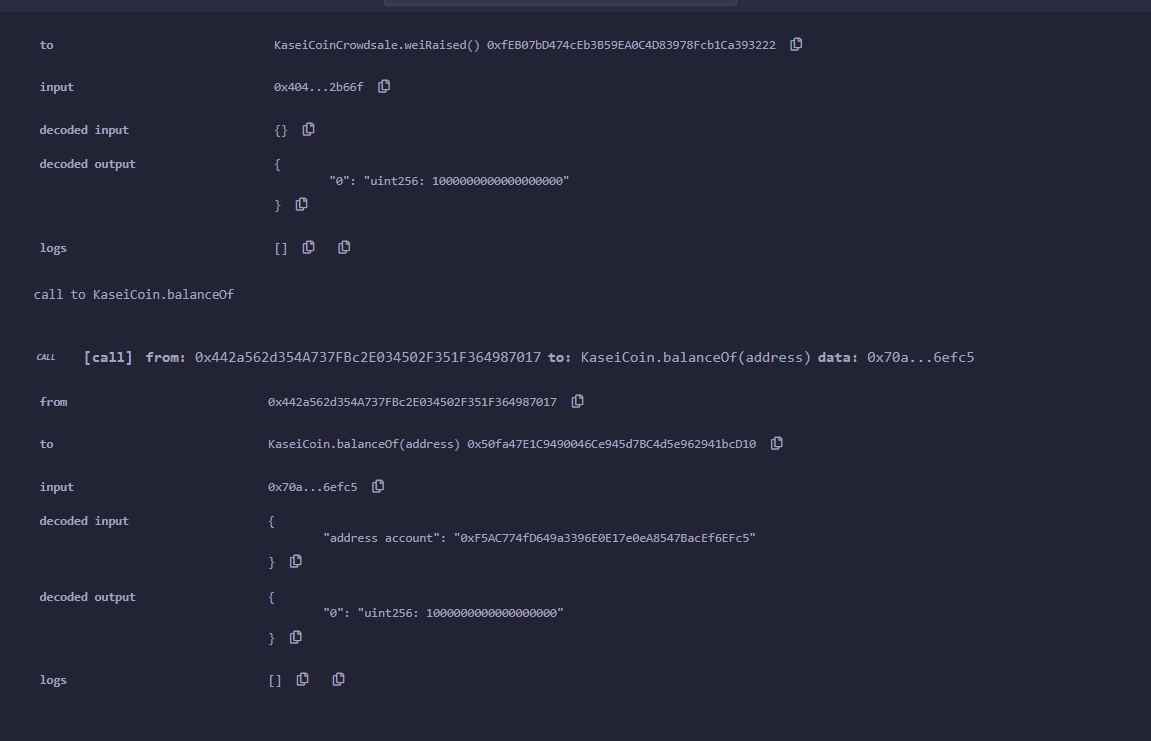 to KaseiCoinCrowdsale.weiRaised() 0xfEB07bD474cEb3B59EA0C4D83978Fcb1Ca393222
input 0x404...2b66f
decoded input {}
decoded output {
"0": "uint256: 1000000000000000000"
}
logs []
call to KaseiCoin.balanceOf
CALL [call] from: 0x442a562d354A737FBc2E034502F351F364987017 to: KaseiCoin.balanceOf(address) data: 0x70a...6efc5
from 0x442a562d354A737FBc2E034502F351F364987017
to KaseiCoin.balanceOf(address) 0x50fa47E1C9490046Ce945d7BC4d5e962941bcD10
input 0x70a...6efc5
decoded input {
"address account": "0xF5AC774fD649a3396E0E17e0eA8547BacEf6EFc5"
}
decoded output {
"0": "uint256: 1000000000000000000"
}
logs []